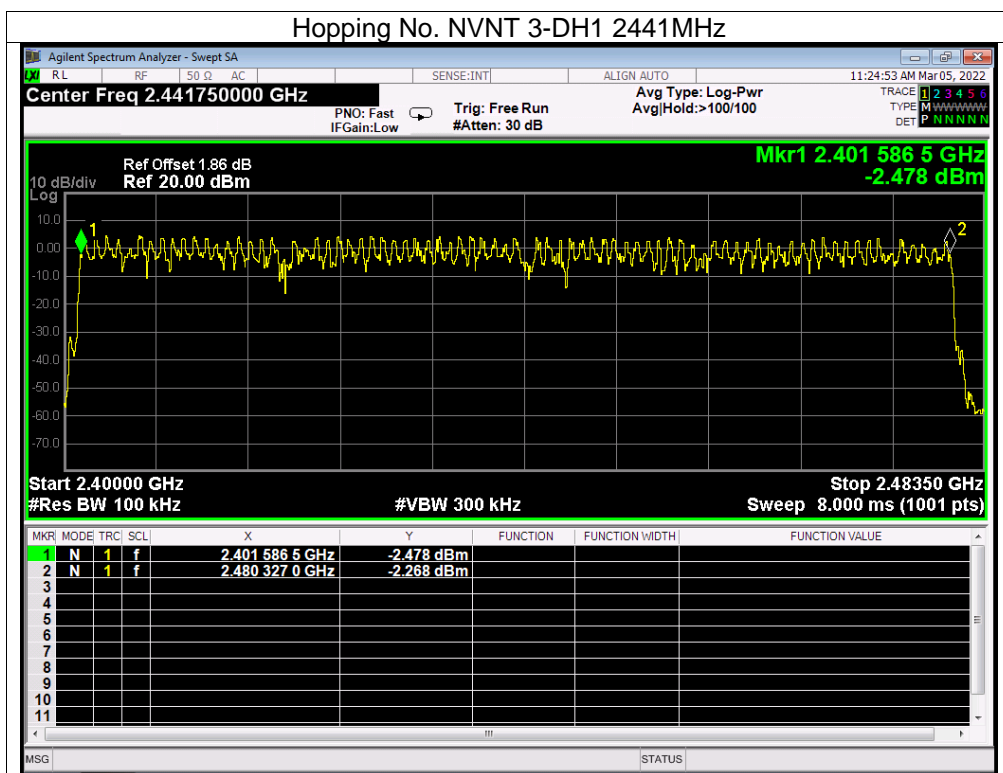 Hopping No. NVNT 3-DH1 2441MHz
Agilent Spectrum Analyzer - Swept SA
LXI RL RF 50 Ω AC SENSE:INT ALIGN AUTO 11:24:53 AM Mar 05, 2022
Center Freq 2.441750000 GHz
PNO: Fast
IFGain:Low
Trig: Free Run
#Atten: 30 dB
Avg Type: Log-Pwr
Avg|Hold:>100/100
TRACE 1 2 3 4 5 6
TYPE M WWWWW
DET P N N N N N
Ref Offset 1.86 dB
10 dB/div Ref 20.00 dBm
Log
Mkr1 2.401 586 5 GHz
-2.478 dBm
10.0
0.00
-10.0
-20.0
-30.0
-40.0
-50.0
-60.0
-70.0
1
2
Start 2.40000 GHz Stop 2.48350 GHz
#Res BW 100 kHz #VBW 300 kHz Sweep 8.000 ms (1001 pts)
MKR MODE TRC SCL X Y FUNCTION FUNCTION WIDTH FUNCTION VALUE
1 N 1 f 2.401 586 5 GHz -2.478 dBm
2 N 1 f 2.480 327 0 GHz -2.268 dBm
3
4
5
6
7
8
9
10
11
MSG STATUS